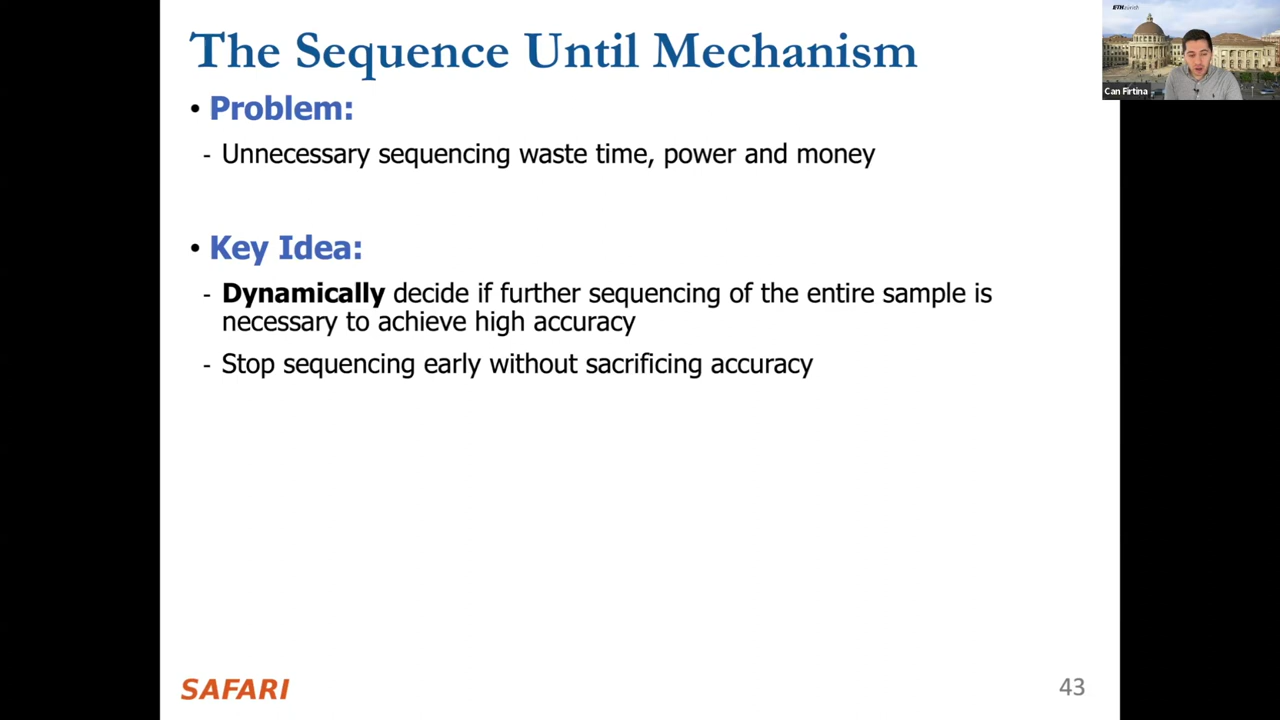 The Sequence Until Mechanism
• Problem:
- Unnecessary sequencing waste time, power and money
• Key Idea:
- Dynamically decide if further sequencing of the entire sample is
necessary to achieve high accuracy
- Stop sequencing early without sacrificing accuracy
SAFARI
43
ETH zürich
Can Firtina